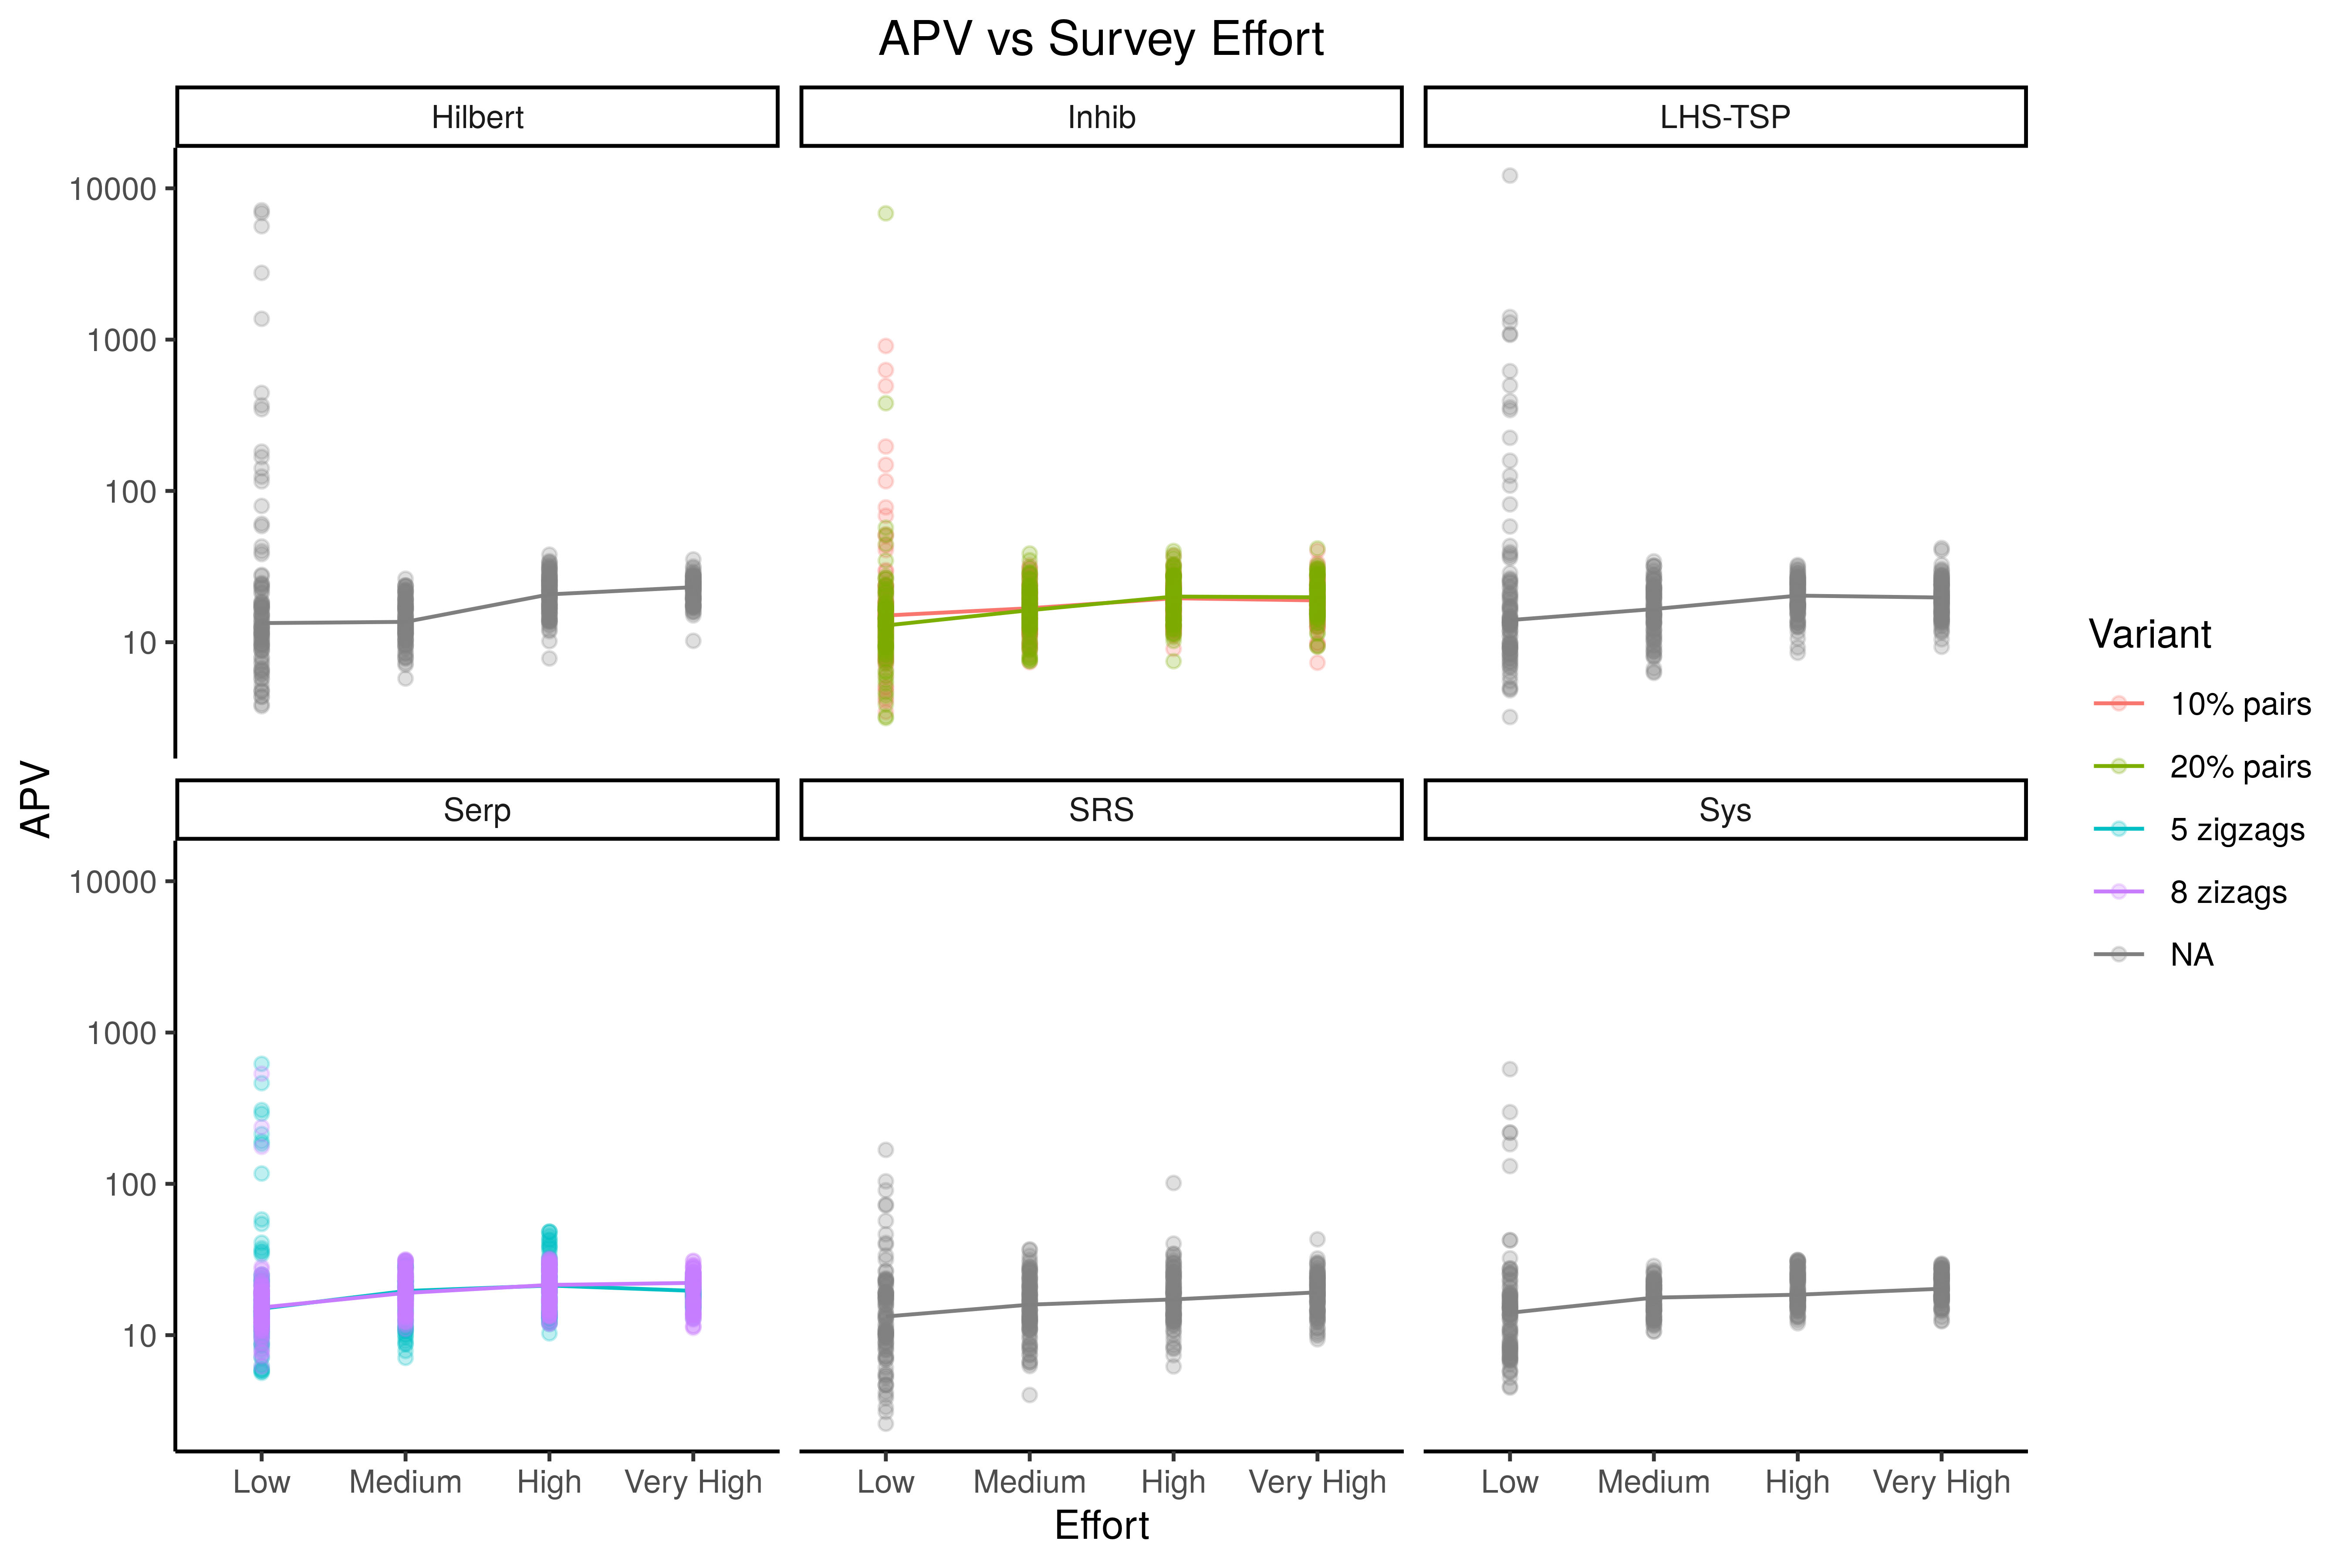 APV vs Survey Effort
Hilbert
Inhib
LHS-TSP
10000
1000
100
10
Serp
SRS
Sys
10000
1000
100
10
Low Medium High Very High
Low Medium High Very High
Low Medium High Very High
Effort
APV
Variant
10% pairs
20% pairs
5 zigzags
8 zizags
NA